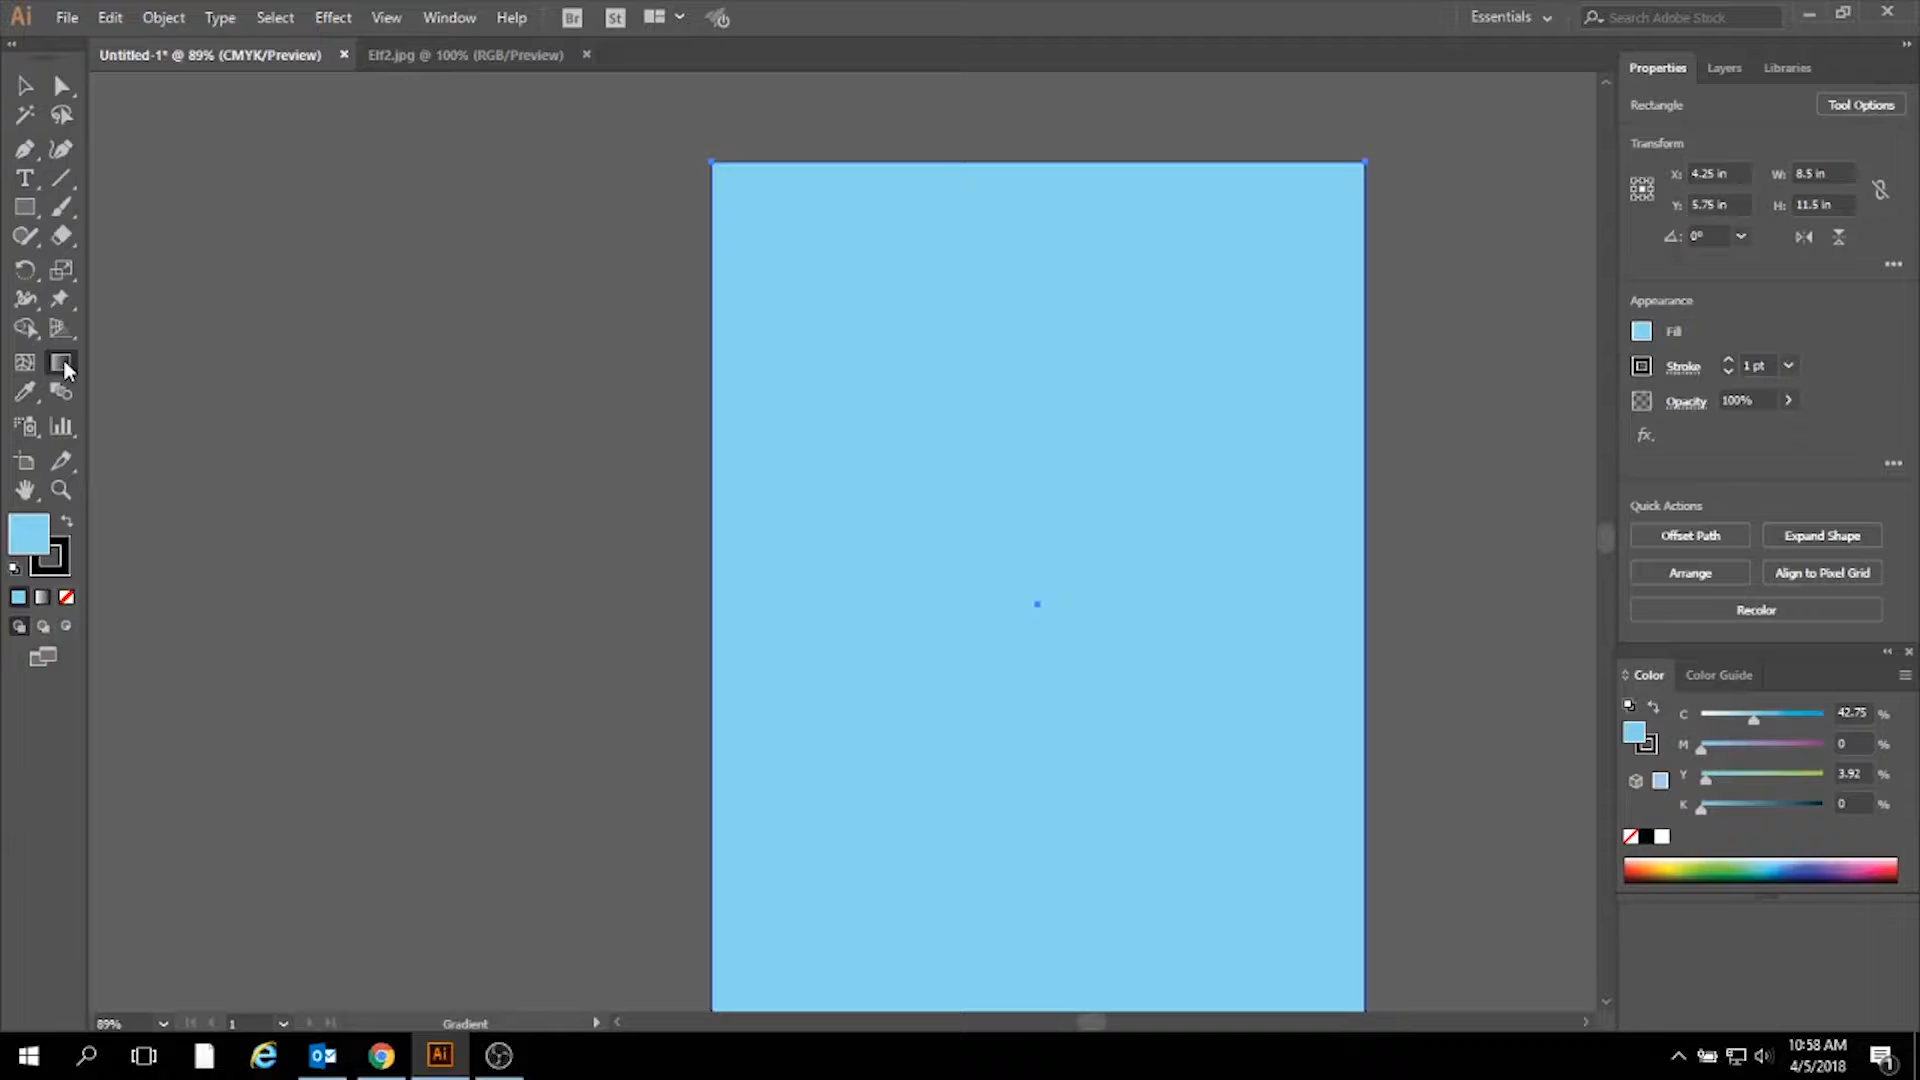 Ai File Edit Object Type Select Effect View Window Help Br St Essentials Search Adobe Stock
Untitled-1* @ 89% (CMYK/Preview) × Elf2.jpg @ 100% (RGB/Preview) ×
Properties Layers Libraries
Rectangle Tool Options
Transform
X: 4.25 in W: 8.5 in
Y: 5.75 in H: 11.5 in
0°
Appearance
Fill
Stroke 1 pt
Opacity 100%
fx.
Quick Actions
Offset Path Expand Shape
Arrange Align to Pixel Grid
Recolor
Color Color Guide
C 42.75 %
M 0 %
Y 3.92 %
K 0 %
89% 1 Gradient
Ai 10:58 AM
4/5/2018 1